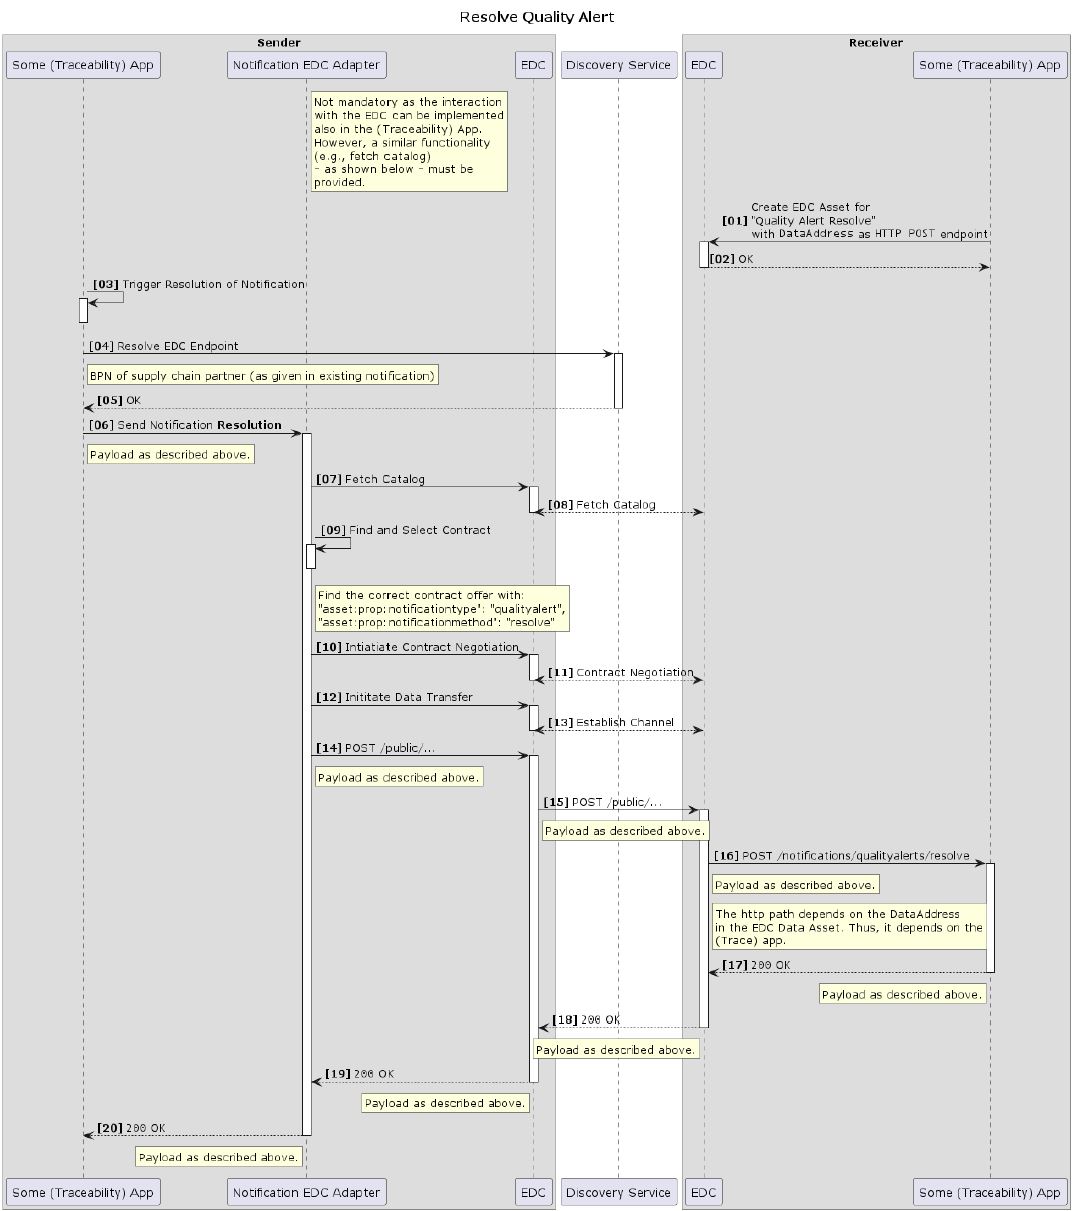 Resolve Quality Alert
Sender
Receiver
Some (Traceability) App
Notification EDC Adapter
EDC
Discovery Service
EDC
Some (Traceability) App
Not mandatory as the interaction
with the EDC can be implemented
also in the (Traceability) App.
However, a similar functionality
(e.g., fetch catalog)
- as shown below - must be
provided.
Create EDC Asset for
[01] "Quality Alert Resolve"
with DataAddress as HTTP POST endpoint
[02] OK
[03] Trigger Resolution of Notification
[04] Resolve EDC Endpoint
BPN of supply chain partner (as given in existing notification)
[05] OK
[06] Send Notification Resolution
Payload as described above.
[07] Fetch Catalog
[08] Fetch Catalog
[09] Find and Select Contract
Find the correct contract offer with:
"asset:prop:notificationtype": "qualityalert",
"asset:prop:notificationmethod": "resolve"
[10] Intiatiate Contract Negotiation
[11] Contract Negotiation
[12] Inititate Data Transfer
[13] Establish Channel
[14] POST /public/...
Payload as described above.
[15] POST /public/...
Payload as described above.
[16] POST /notifications/qualityalerts/resolve
Payload as described above.
The http path depends on the DataAddress
in the EDC Data Asset. Thus, it depends on the
(Trace) app.
[17] 200 OK
Payload as described above.
[18] 200 OK
Payload as described above.
[19] 200 OK
Payload as described above.
[20] 200 OK
Payload as described above.
Some (Traceability) App
Notification EDC Adapter
EDC
Discovery Service
EDC
Some (Traceability) App